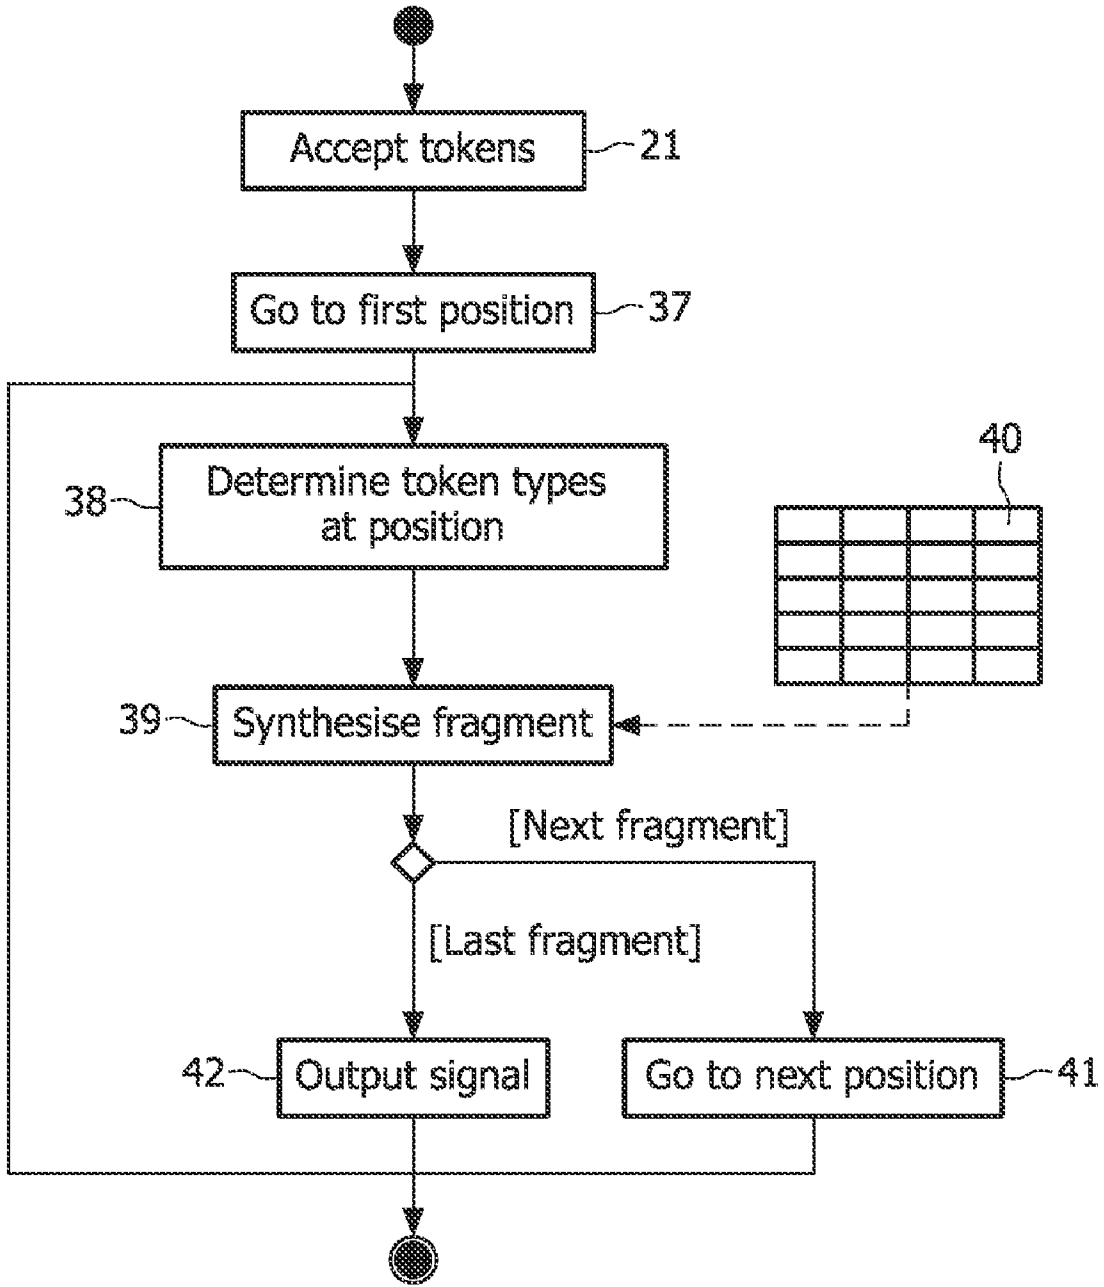 Accept tokens
21
Go to first position
37
40
38
Determine token types
at position
39
Synthesise fragment
[Next fragment]
[Last fragment]
42
Output signal
Go to next position
41